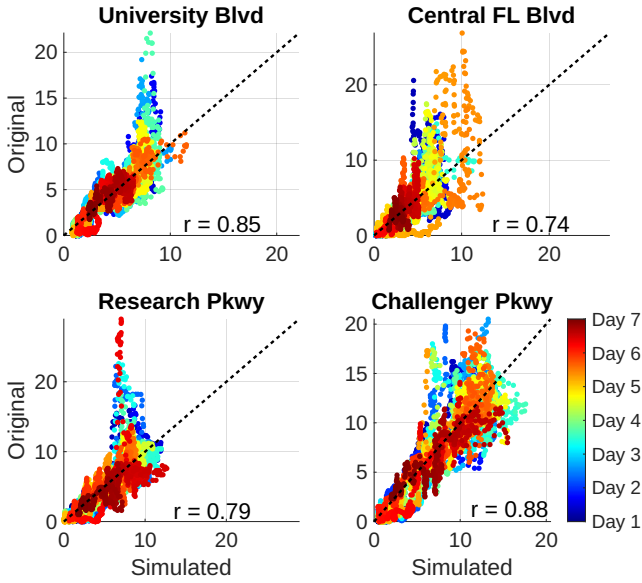 University Blvd
Central FL Blvd
Original
20
15
10
5
0
0
10
20
r = 0.85
25
20
15
10
5
0
0
10
20
r = 0.74
Research Pkwy
Challenger Pkwy
Original
20
10
0
0
10
20
r = 0.79
Simulated
20
15
10
5
0
0
10
20
r = 0.88
Simulated
Day 7
Day 6
Day 5
Day 4
Day 3
Day 2
Day 1